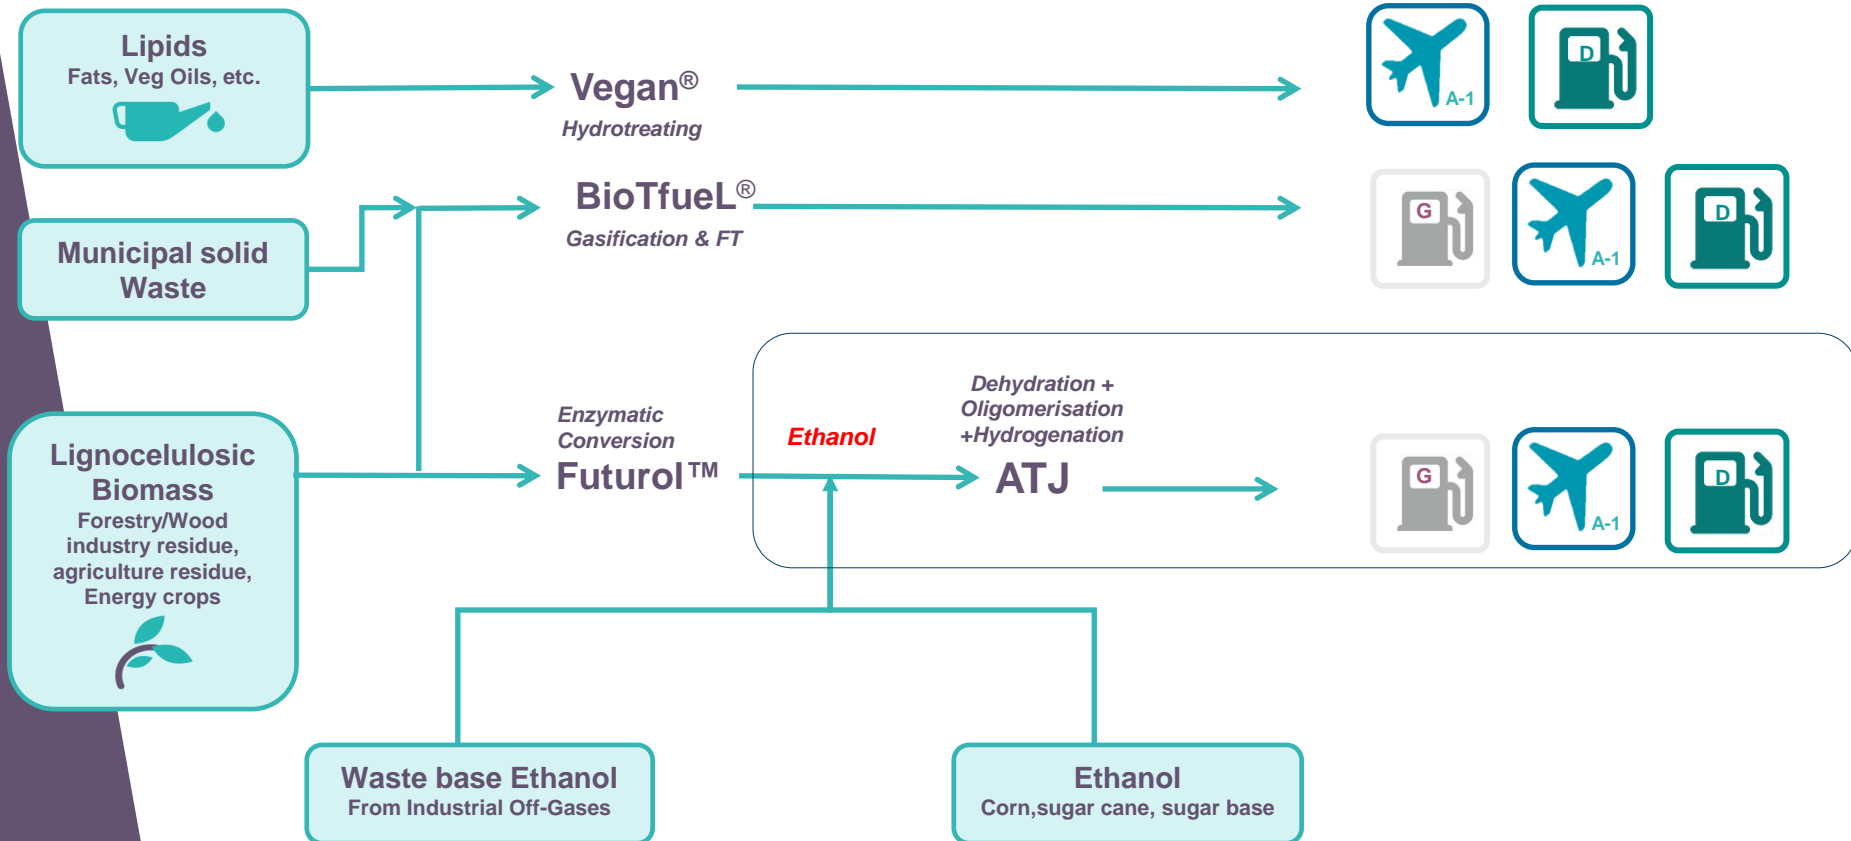 Lipids
Fats, Veg Oils, etc.
Vegan®
Hydrotreating
A-1
D
Municipal solid
Waste
BioTfueL®
Gasification & FT
G
A-1
D
Lignocelulosic
Biomass
Forestry/Wood
industry residue,
agriculture residue,
Energy crops
Enzymatic
Conversion
Futurol™
Ethanol
Dehydration +
Oligomerisation
+Hydrogenation
ATJ
G
A-1
D
Waste base Ethanol
From Industrial Off-Gases
Ethanol
Corn,sugar cane, sugar base